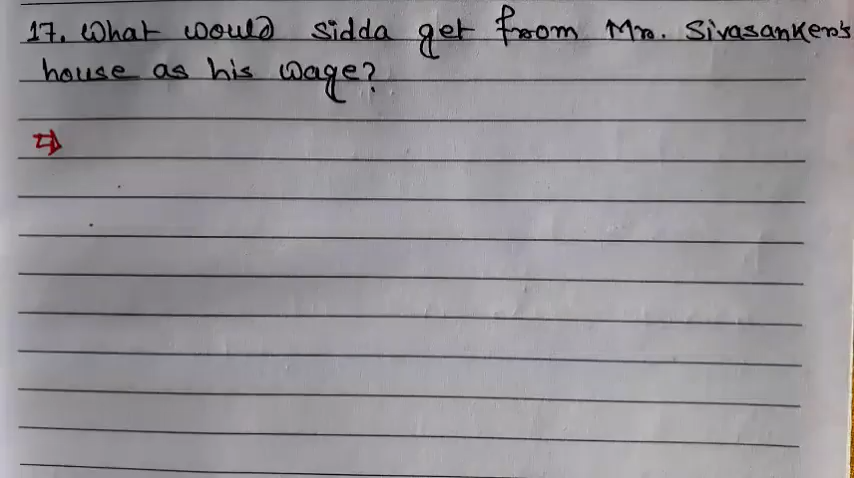 17. What would Sidda get from Mr. Sivasanker's
house as his wage?
⇒